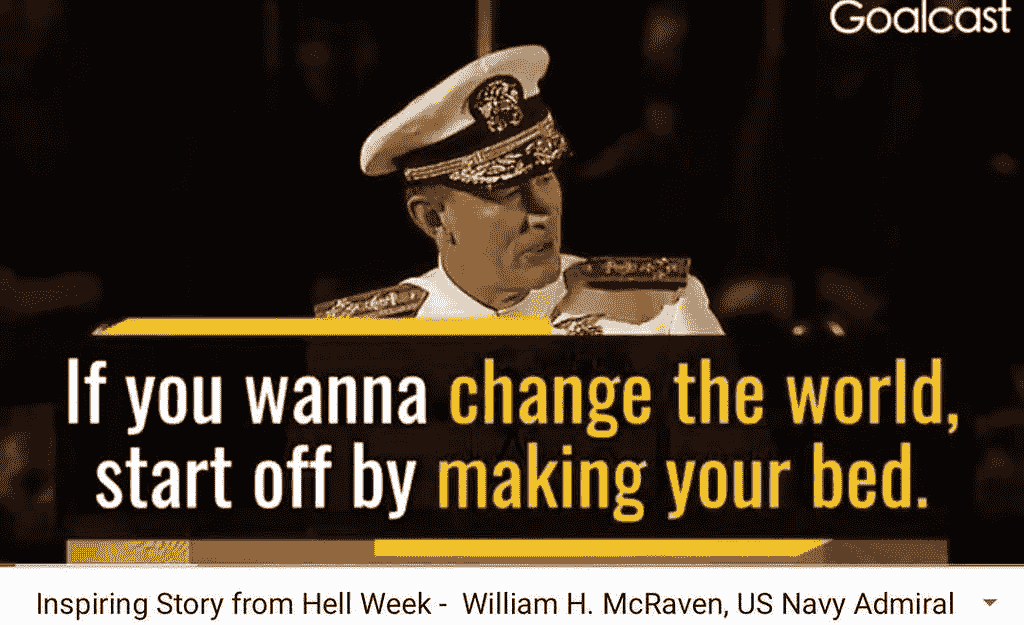 Goalcast
If you wanna change the world,
start off by making your bed.
Inspiring Story from Hell Week - William H. McRaven, US Navy Admiral